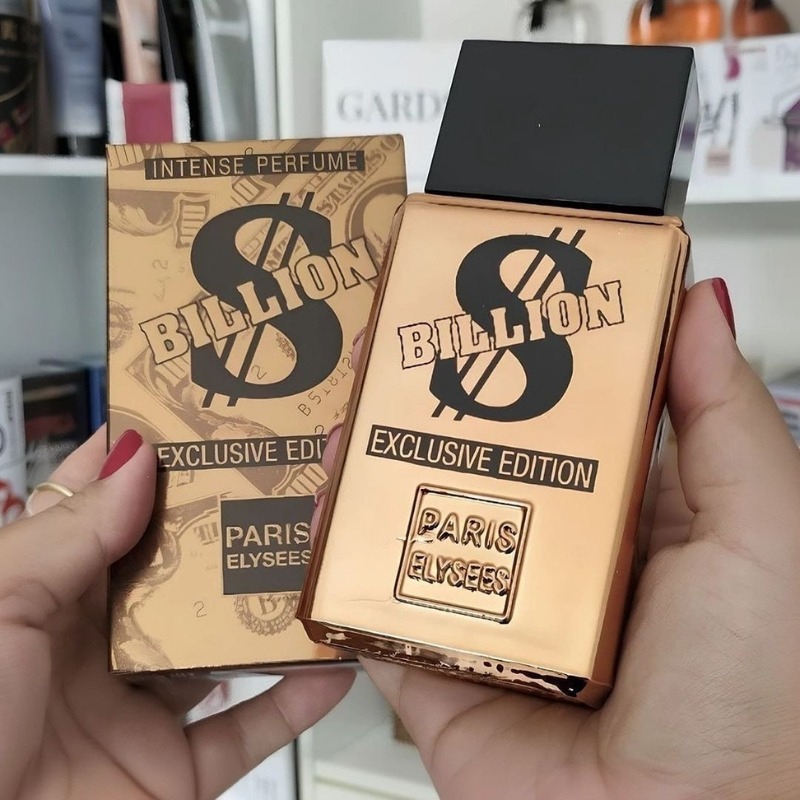 INTENSE PERFUME
$
BILLION
EXCLUSIVE EDIT
PARIS
ELYSEES
$
BILLION
EXCLUSIVE EDITION
PARIS
ELYSEES
GARD